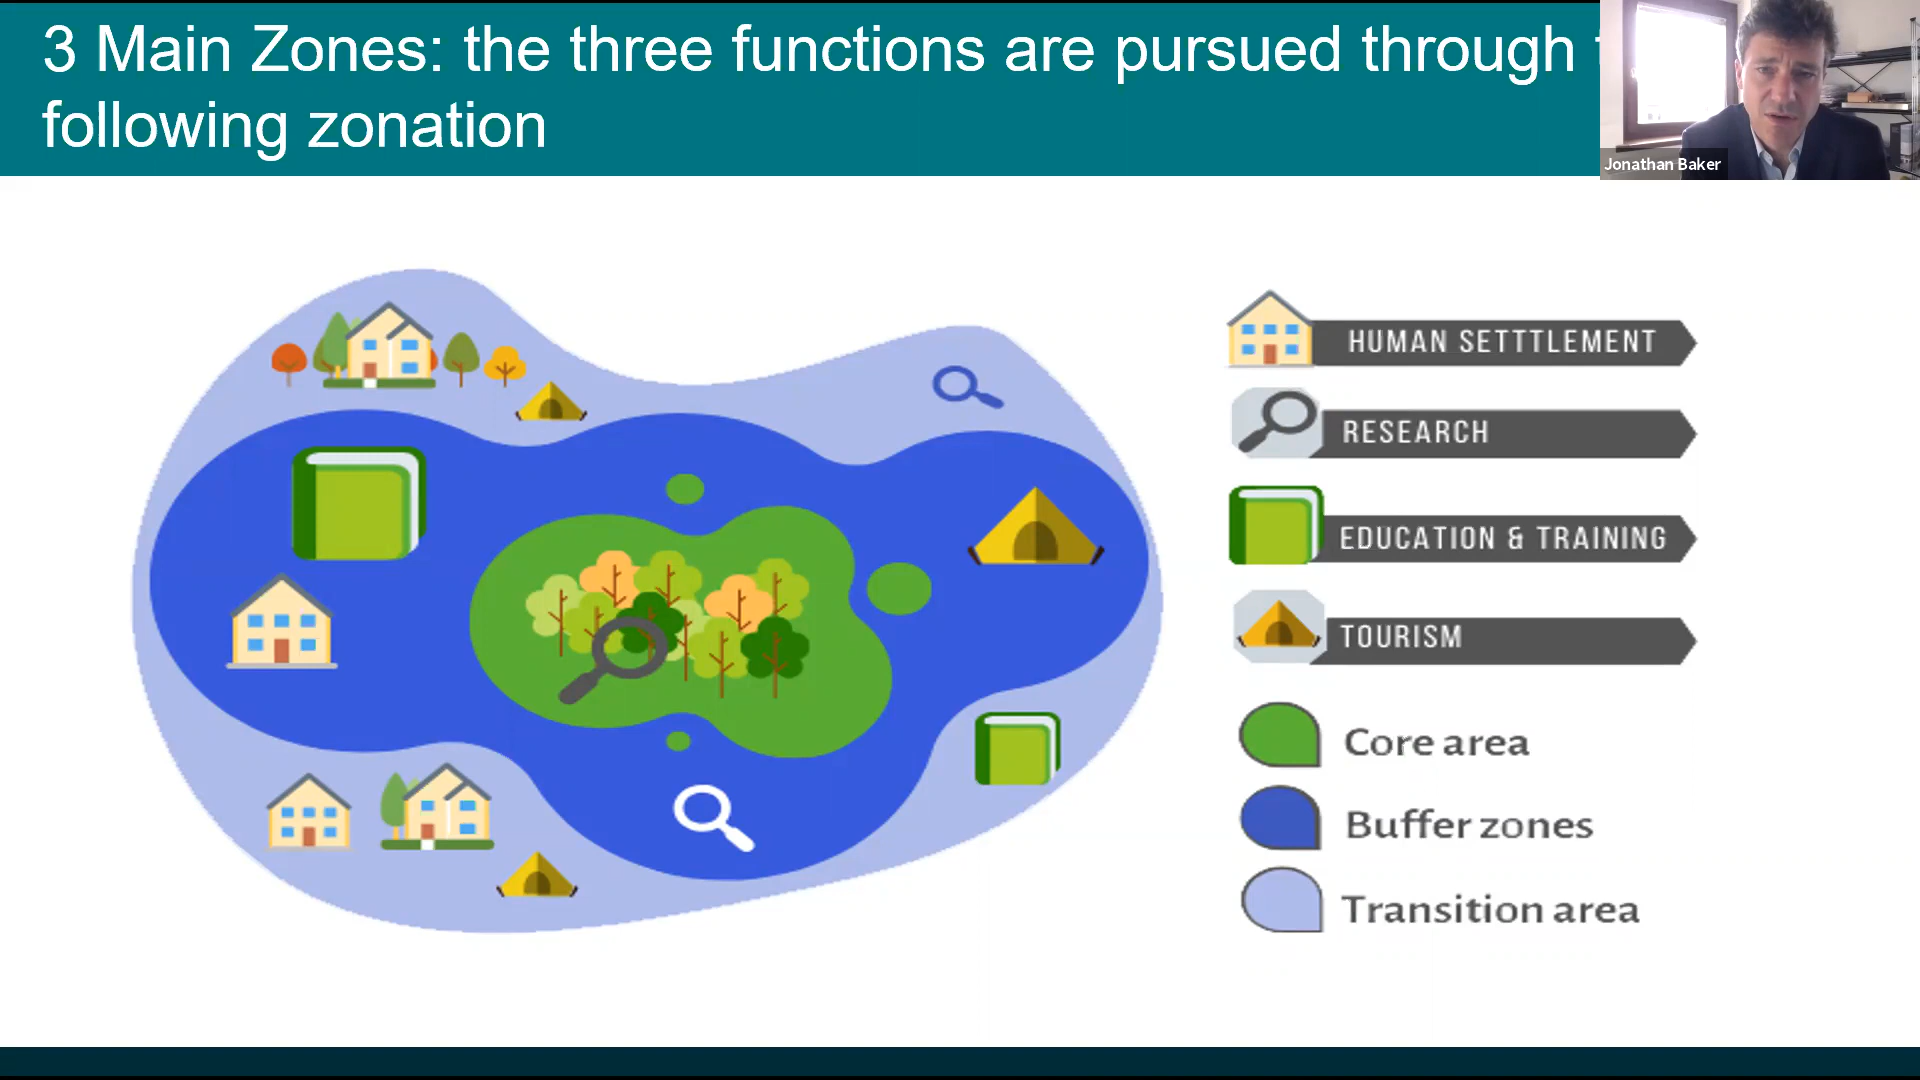 3 Main Zones: the three functions are pursued through
following zonation
Jonathan Baker
HUMAN SETTTLEMENT
RESEARCH
EDUCATION & TRAINING
TOURISM
Core area
Buffer zones
Transition area